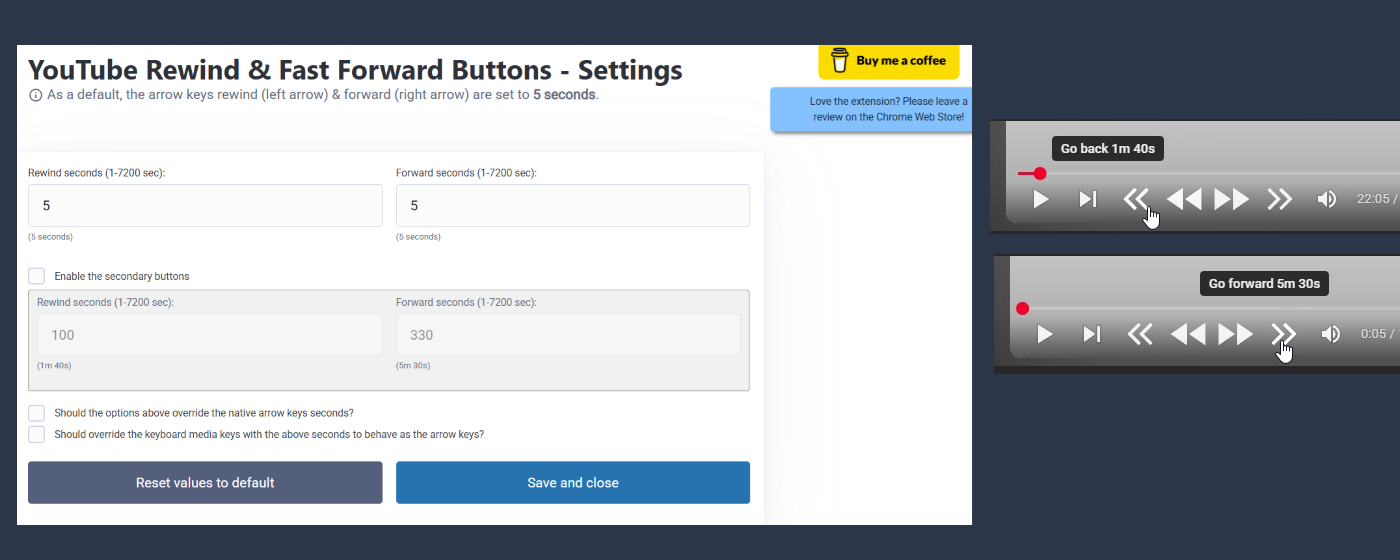 YouTube Rewind & Fast Forward Buttons - Settings
As a default, the arrow keys rewind (left arrow) & forward (right arrow) are set to 5 seconds.
Buy me a coffee
Love the extension? Please leave a
review on the Chrome Web Store!
Rewind seconds (1-7200 sec):
Forward seconds (1-7200 sec):
5
5
(5 seconds)
(5 seconds)
Enable the secondary buttons
Rewind seconds (1-7200 sec):
Forward seconds (1-7200 sec):
100
330
(1m 40s)
(5m 30s)
Should the options above override the native arrow keys seconds?
Should override the keyboard media keys with the above seconds to behave as the arrow keys?
Reset values to default
Save and close
Go back 1m 40s
22:05 /
Go forward 5m 30s
0:05 /